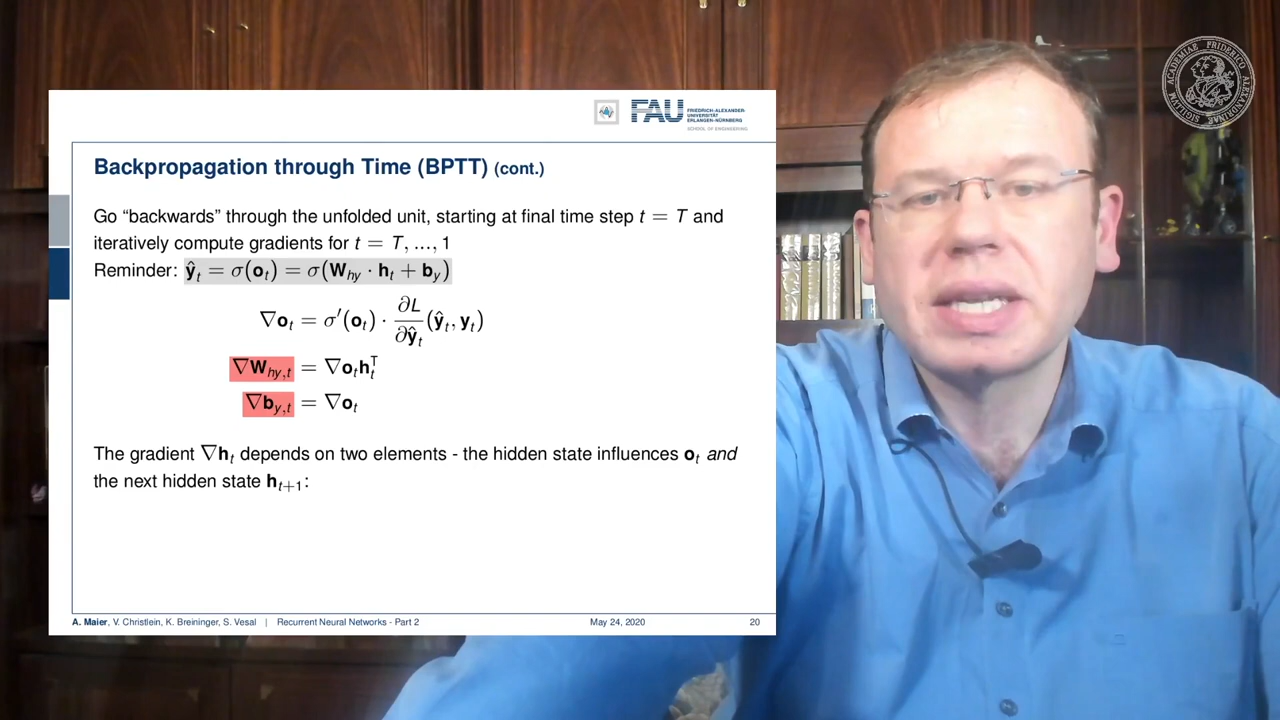 ACADEMIAE FRIDERICO ALEXANDRINAE SIGILLUM
FAU FRIEDRICH-ALEXANDER-
UNIVERSITÄT
ERLANGEN-NÜRNBERG
SCHOOL OF ENGINEERING
Backpropagation through Time (BPTT) (cont.)
Go “backwards” through the unfolded unit, starting at final time step t = T and
iteratively compute gradients for t = T, ..., 1
Reminder: ŷ_t = σ(o_t) = σ(W_hy · h_t + b_y)
∇o_t = σ′(o_t) · ∂L/∂ŷ_t (ŷ_t, y_t)
∇W_hy,t = ∇o_t h_t^T
∇b_y,t = ∇o_t
The gradient ∇h_t depends on two elements - the hidden state influences o_t and
the next hidden state h_t+1:
A. Maier, V. Christlein, K. Breininger, S. Vesal | Recurrent Neural Networks - Part 2 May 24, 2020 20